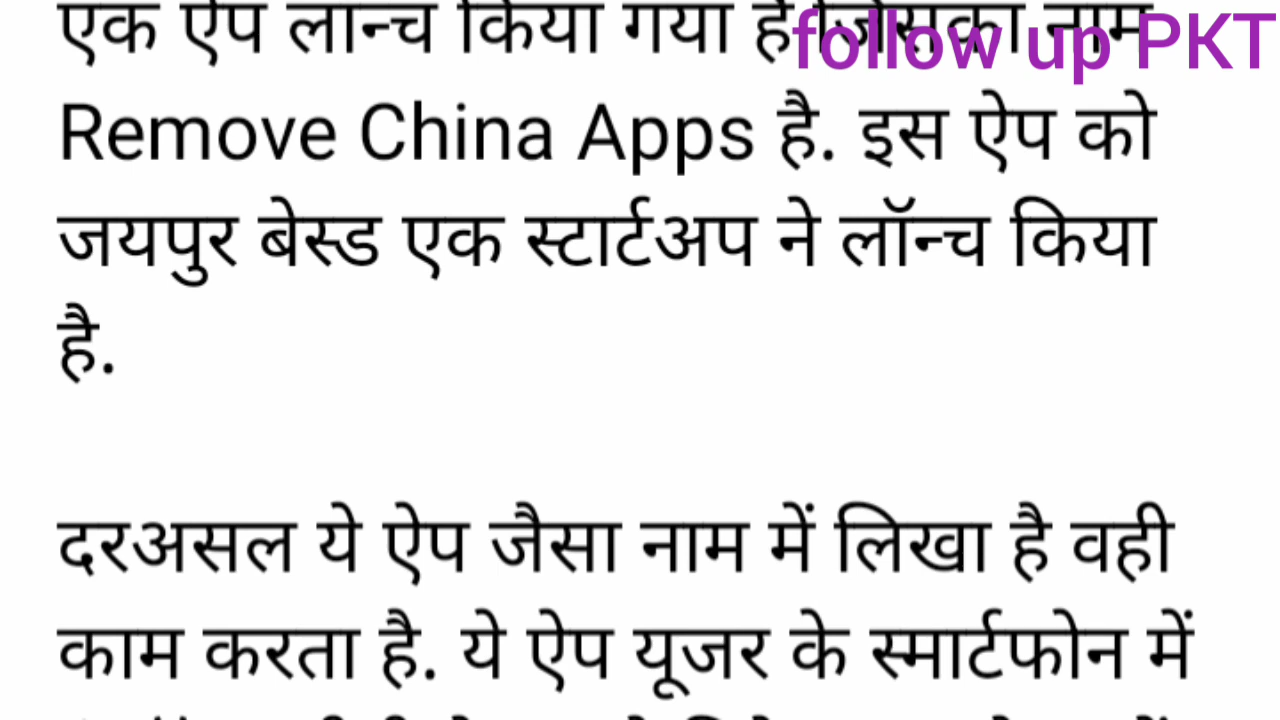 एक ऐप लॉन्च किया गया है जिसका नाम
follow up PKT
Remove China Apps है. इस ऐप को
जयपुर बेस्ड एक स्टार्टअप ने लॉन्च किया
है.
दरअसल ये ऐप जैसा नाम में लिखा है वही
काम करता है. ये ऐप यूजर के स्मार्टफोन में